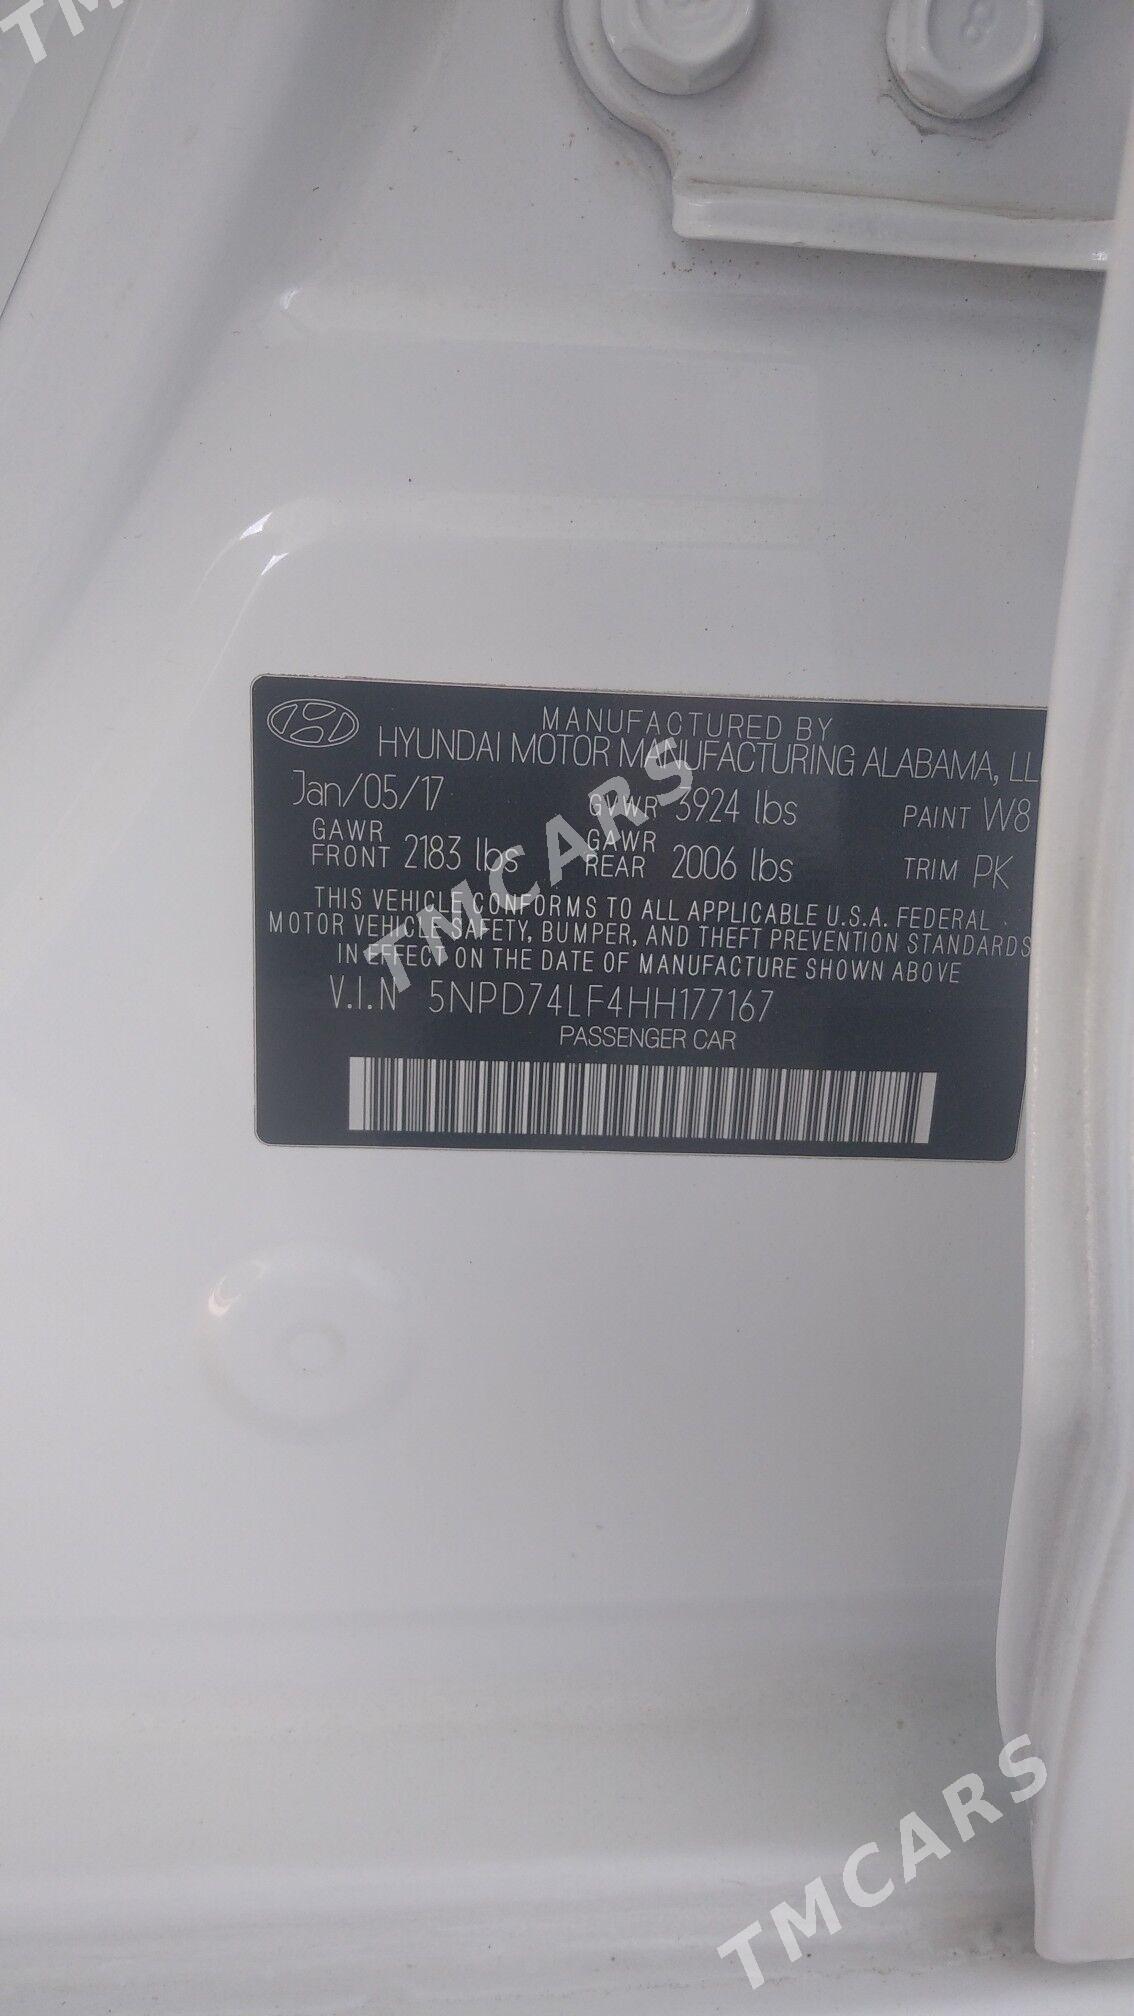 TM
MANUFACTURED BY
HYUNDAI MOTOR MANUFACTURING ALABAMA, LL
Jan/05/17 GVWR 3924 lbs PAINT W8
GAWR FRONT 2183 lbs GAWR REAR 2006 lbs TRIM PK
THIS VEHICLE CONFORMS TO ALL APPLICABLE U.S.A. FEDERAL
MOTOR VEHICLE SAFETY, BUMPER, AND THEFT PREVENTION STANDARDS
IN EFFECT ON THE DATE OF MANUFACTURE SHOWN ABOVE
V.I.N 5NPD74LF4HH177167
PASSENGER CAR
TMCARS
TMCARS